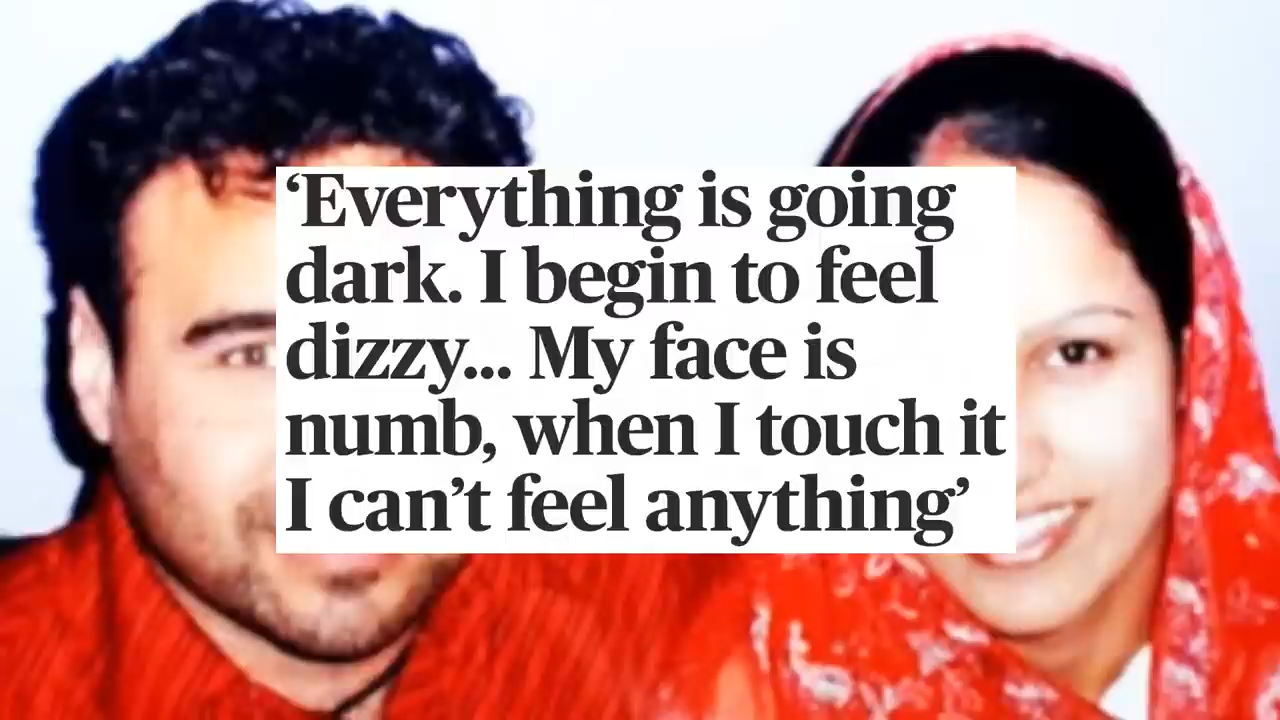 ‘Everything is going
dark. I begin to feel
dizzy... My face is
numb, when I touch it
I can’t feel anything’